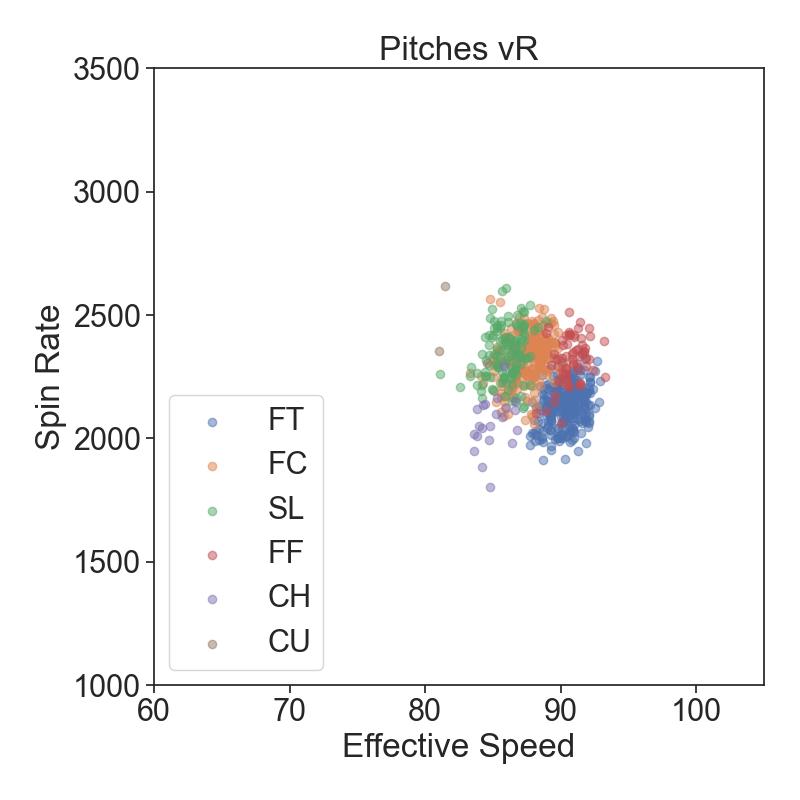 Pitches vR
3500
3000
2500
2000
1500
1000
Spin Rate
FT
FC
SL
FF
CH
CU
60 70 80 90 100
Effective Speed